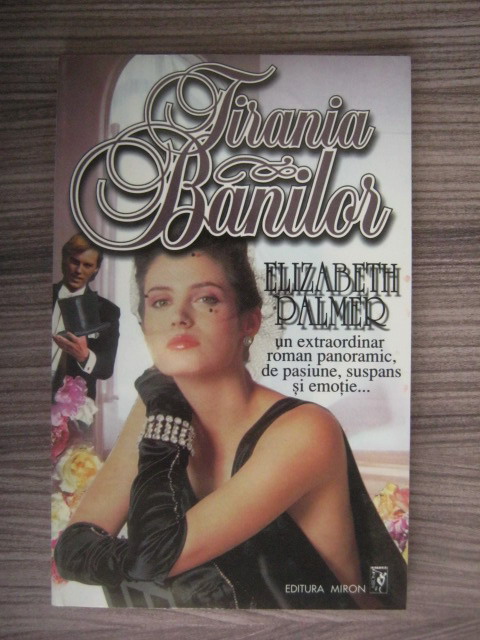 Tirania
Banilor
ELIZABETH
PALMER
un extraordinar
roman panoramic,
de pasiune, suspans
și emoție...
EDITURA MIRON